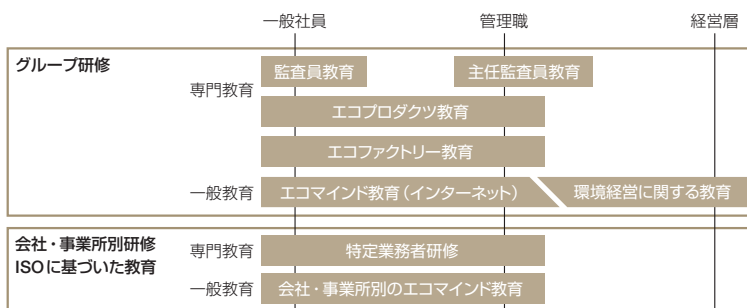 一般社員 管理職 経営層
グループ研修
監査員教育 主任監査員教育
専門教育
エコプロダクツ教育
エコファクトリー教育
一般教育 エコマインド教育（インターネット） 環境経営に関する教育
会社・事業所別研修
ISOに基づいた教育
専門教育 特定業務者研修
一般教育 会社・事業所別のエコマインド教育